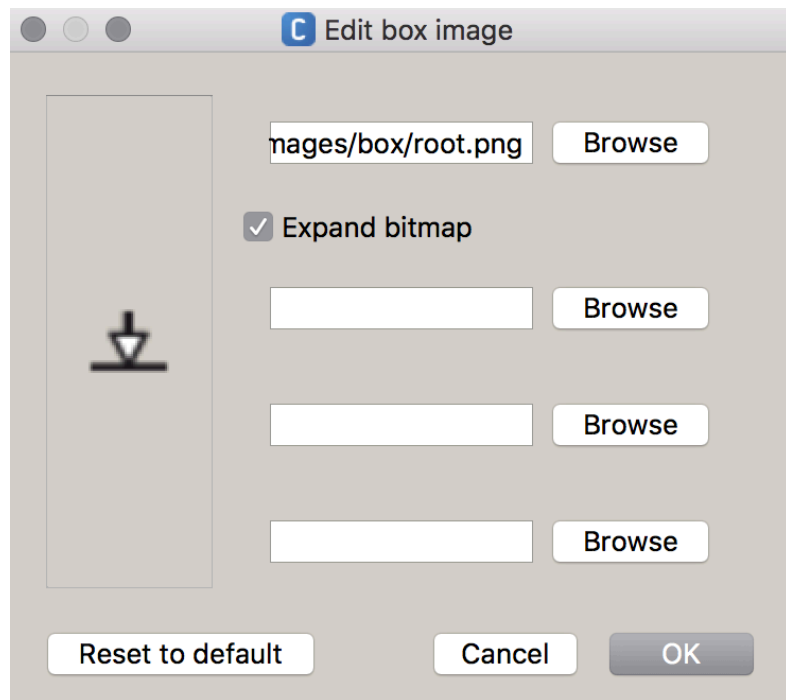 C Edit box image
mages/box/root.png Browse
Expand bitmap
Browse
Browse
Browse
Reset to default Cancel OK